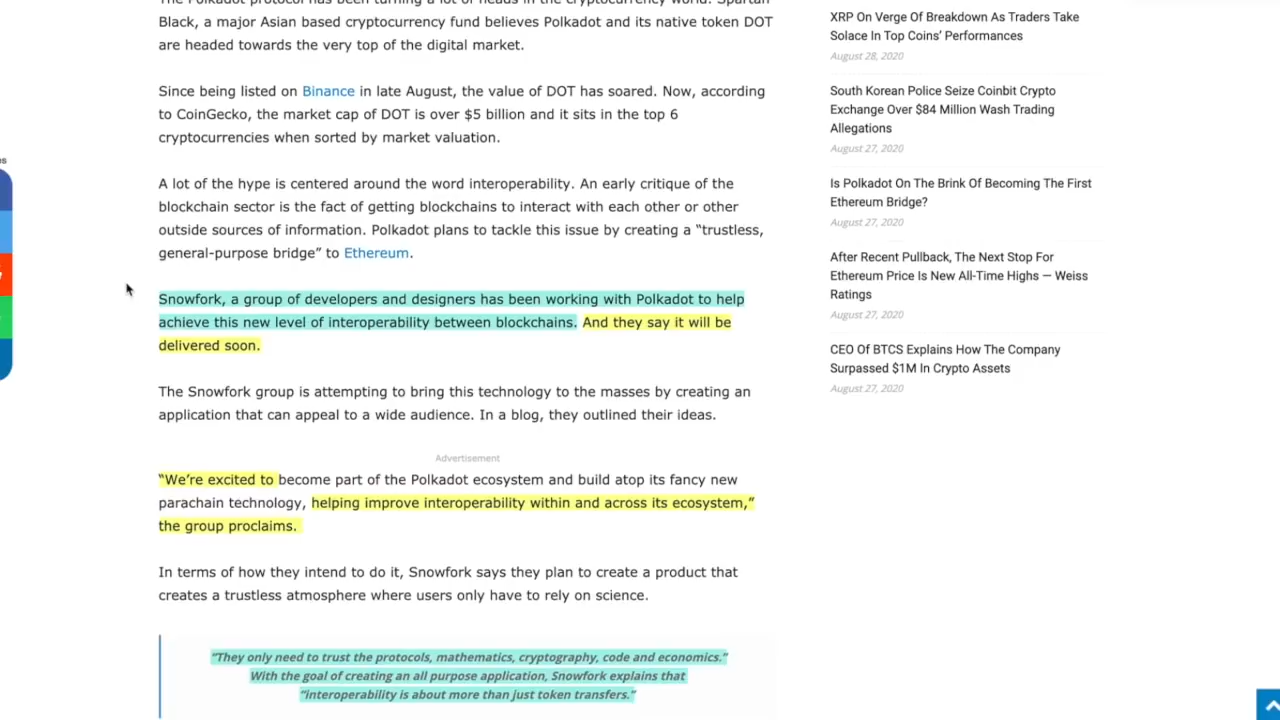 The Polkadot protocol has been turning a lot of heads in the cryptocurrency world. Spartan
Black, a major Asian based cryptocurrency fund believes Polkadot and its native token DOT
are headed towards the very top of the digital market.
Since being listed on Binance in late August, the value of DOT has soared. Now, according
to CoinGecko, the market cap of DOT is over $5 billion and it sits in the top 6
cryptocurrencies when sorted by market valuation.
A lot of the hype is centered around the word interoperability. An early critique of the
blockchain sector is the fact of getting blockchains to interact with each other or other
outside sources of information. Polkadot plans to tackle this issue by creating a “trustless,
general-purpose bridge” to Ethereum.
Snowfork, a group of developers and designers has been working with Polkadot to help
achieve this new level of interoperability between blockchains. And they say it will be
delivered soon.
The Snowfork group is attempting to bring this technology to the masses by creating an
application that can appeal to a wide audience. In a blog, they outlined their ideas.
Advertisement
“We’re excited to become part of the Polkadot ecosystem and build atop its fancy new
parachain technology, helping improve interoperability within and across its ecosystem,”
the group proclaims.
In terms of how they intend to do it, Snowfork says they plan to create a product that
creates a trustless atmosphere where users only have to rely on science.
“They only need to trust the protocols, mathematics, cryptography, code and economics.”
With the goal of creating an all purpose application, Snowfork explains that
“interoperability is about more than just token transfers.”
XRP On Verge Of Breakdown As Traders Take
Solace In Top Coins’ Performances
August 28, 2020
South Korean Police Seize Coinbit Crypto
Exchange Over $84 Million Wash Trading
Allegations
August 27, 2020
Is Polkadot On The Brink Of Becoming The First
Ethereum Bridge?
August 27, 2020
After Recent Pullback, The Next Stop For
Ethereum Price Is New All-Time Highs — Weiss
Ratings
August 27, 2020
CEO Of BTCS Explains How The Company
Surpassed $1M In Crypto Assets
August 27, 2020